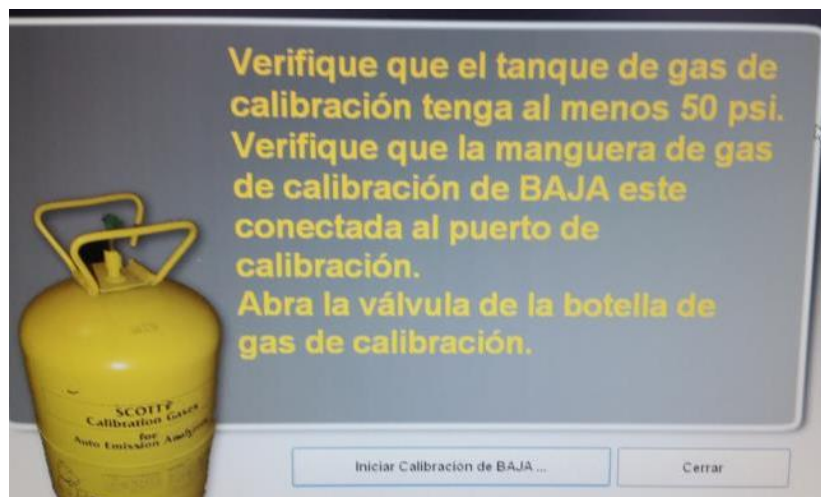 Verifique que el tanque de gas de
calibración tenga al menos 50 psi.
Verifique que la manguera de gas
de calibración de BAJA este
conectada al puerto de
calibración.
Abra la válvula de la botella de
gas de calibración.
SCOTT
Calibration Gases
for
Auto Emission Analyzers
Iniciar Calibración de BAJA ...
Cerrar